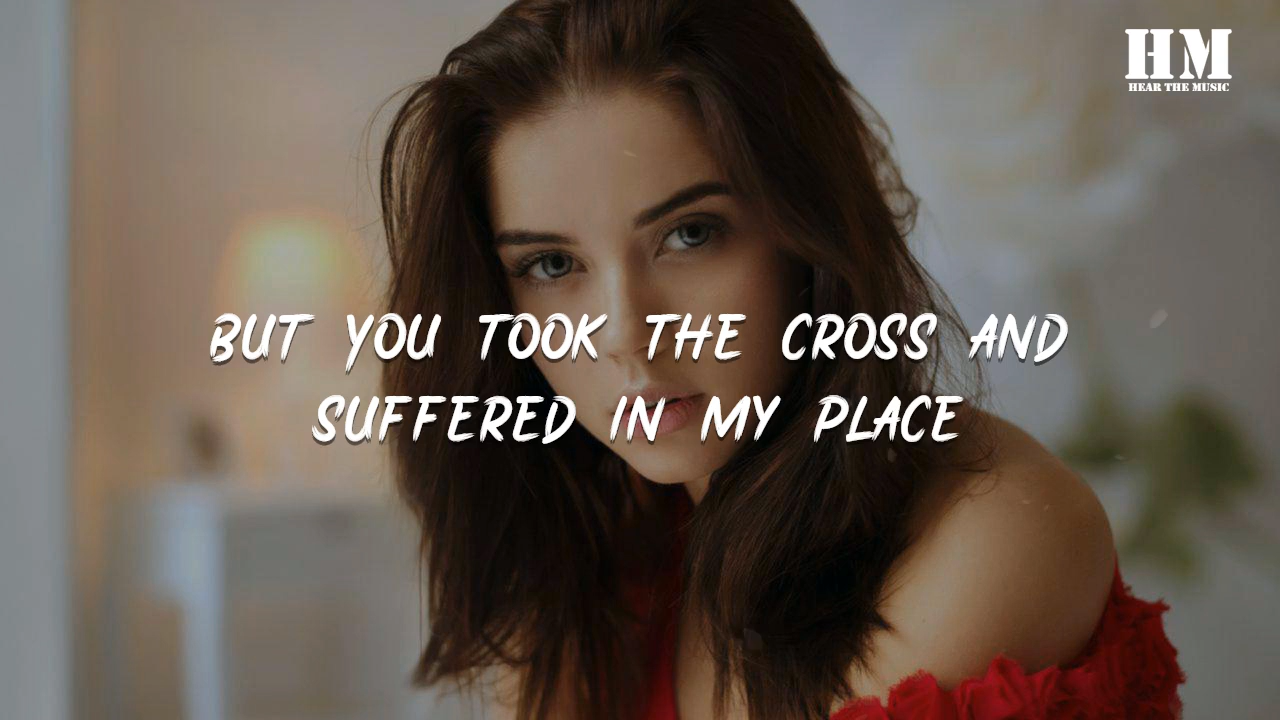 HM
HEAR THE MUSIC
BUT YOU TOOK THE CROSS AND
SUFFERED IN MY PLACE